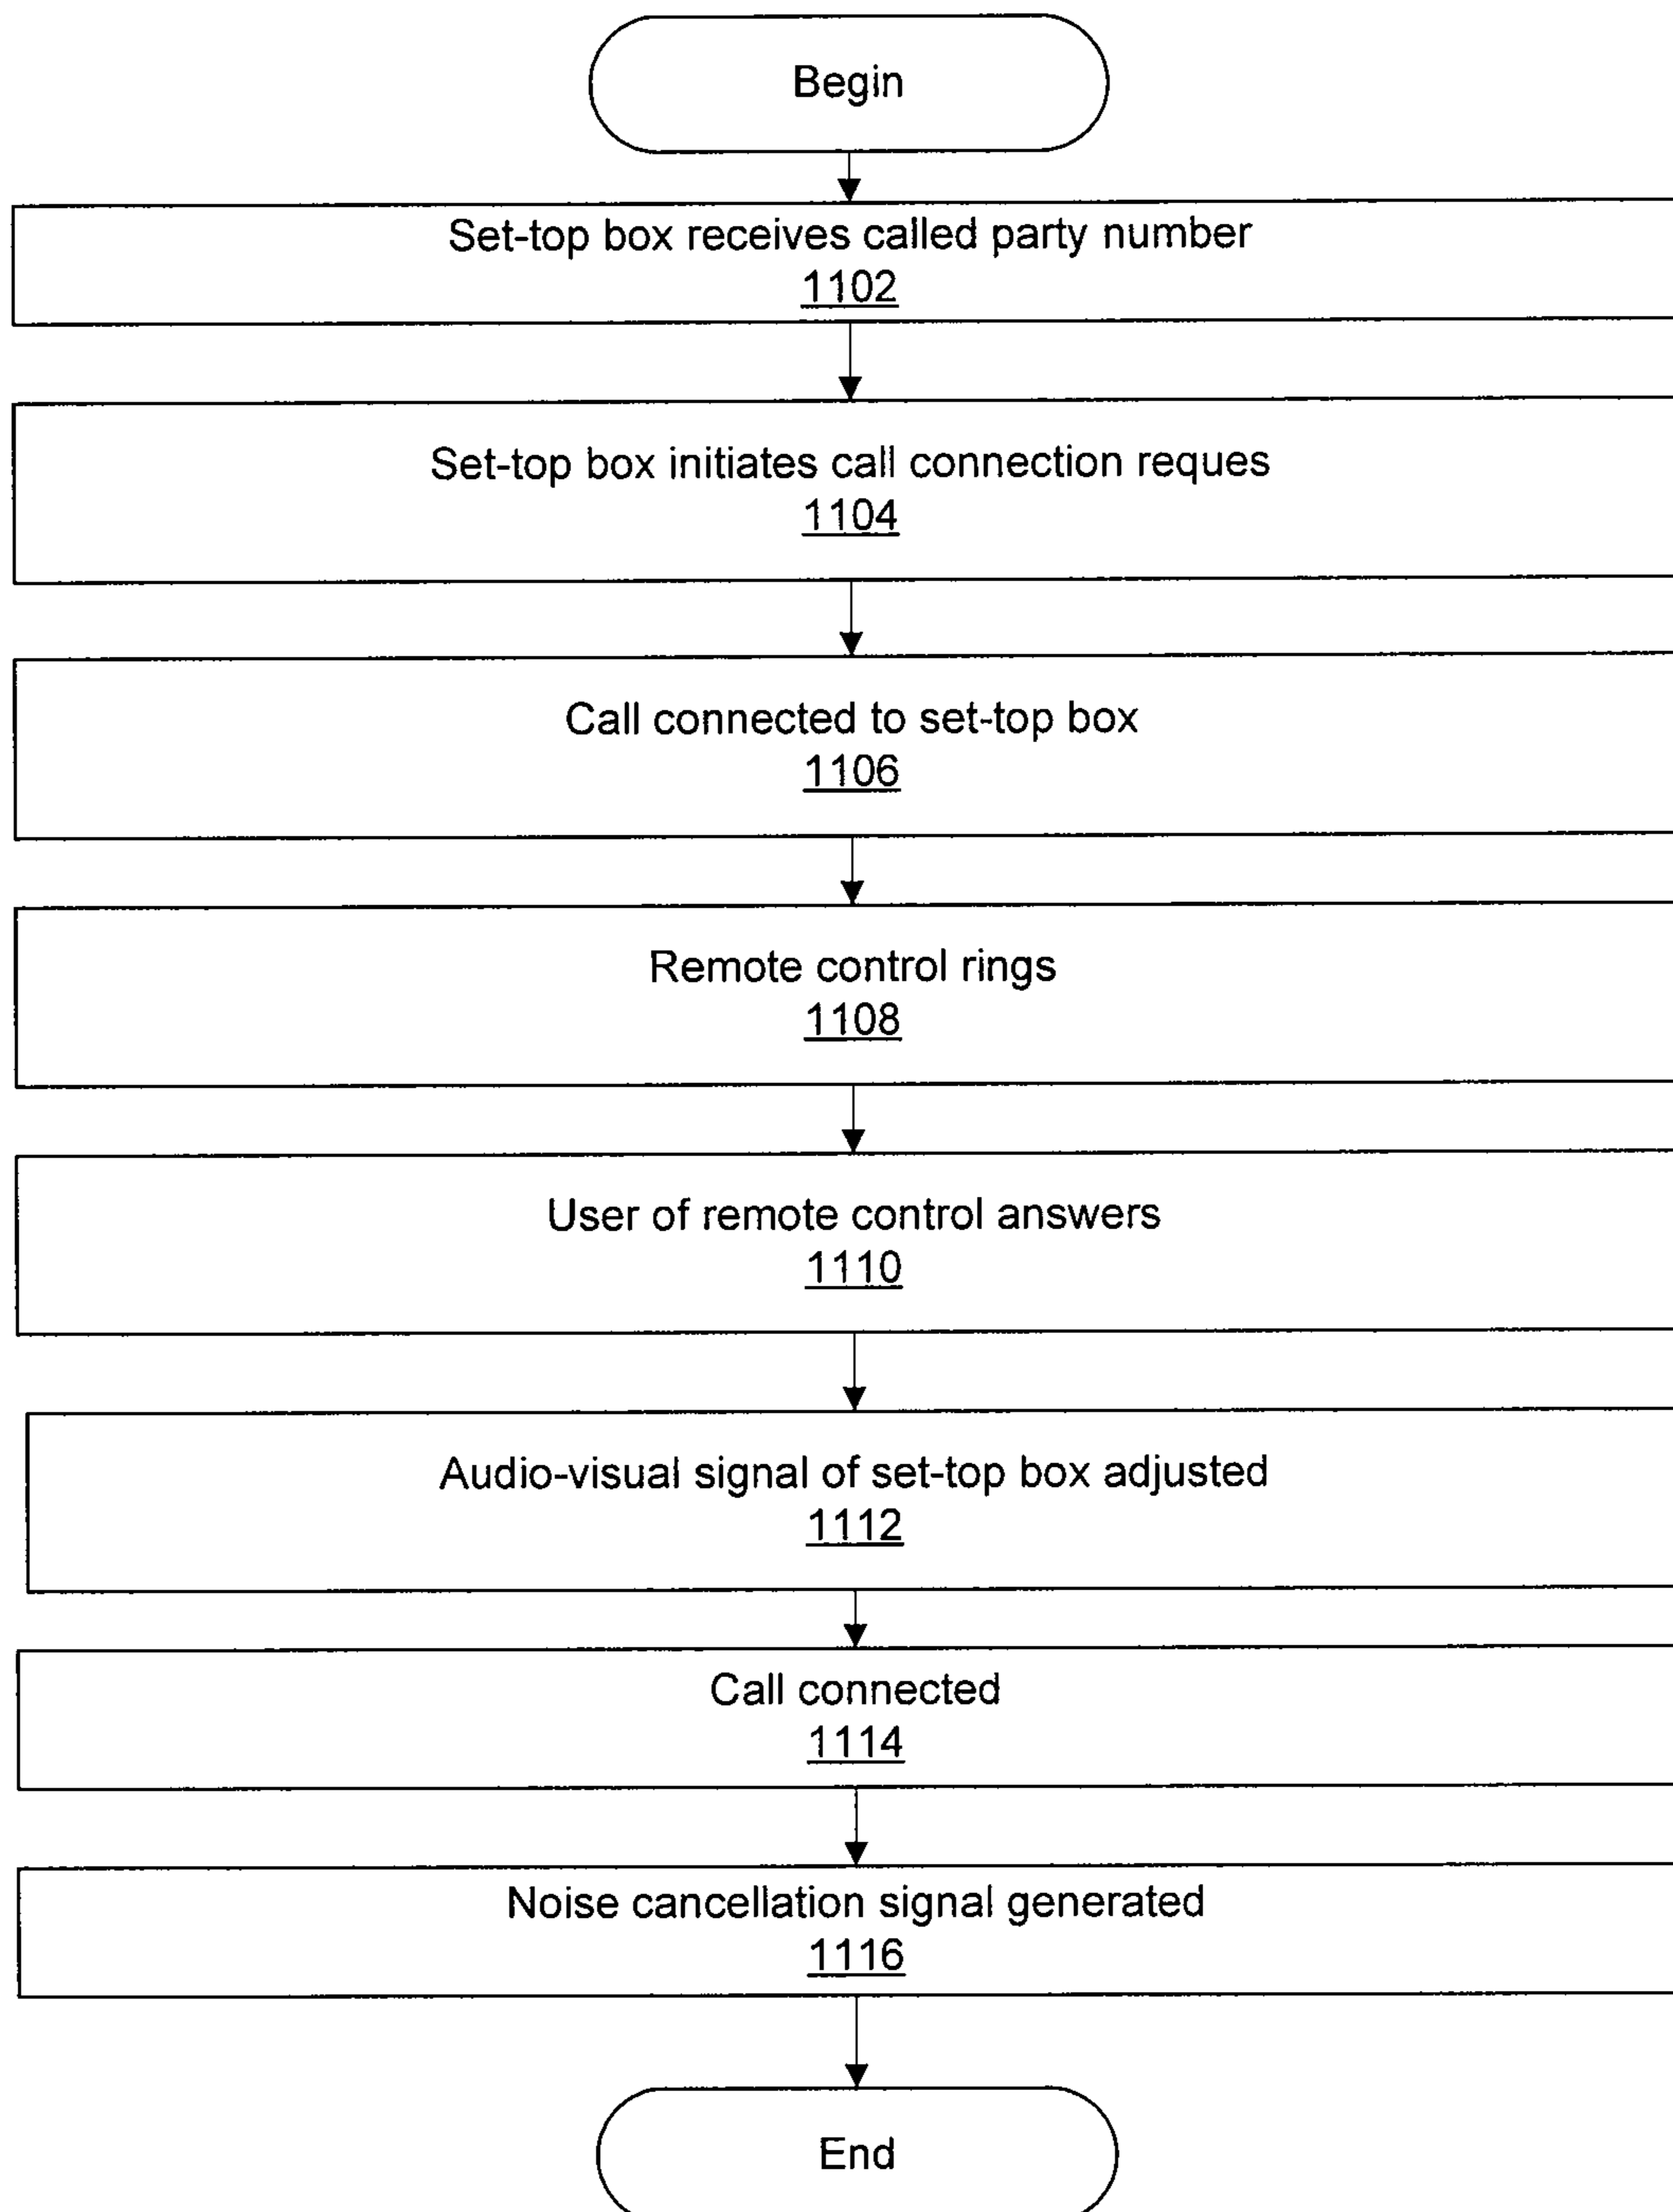 Begin
Set-top box receives called party number
1102
Set-top box initiates call connection reques
1104
Call connected to set-top box
1106
Remote control rings
1108
User of remote control answers
1110
Audio-visual signal of set-top box adjusted
1112
Call connected
1114
Noise cancellation signal generated
1116
End